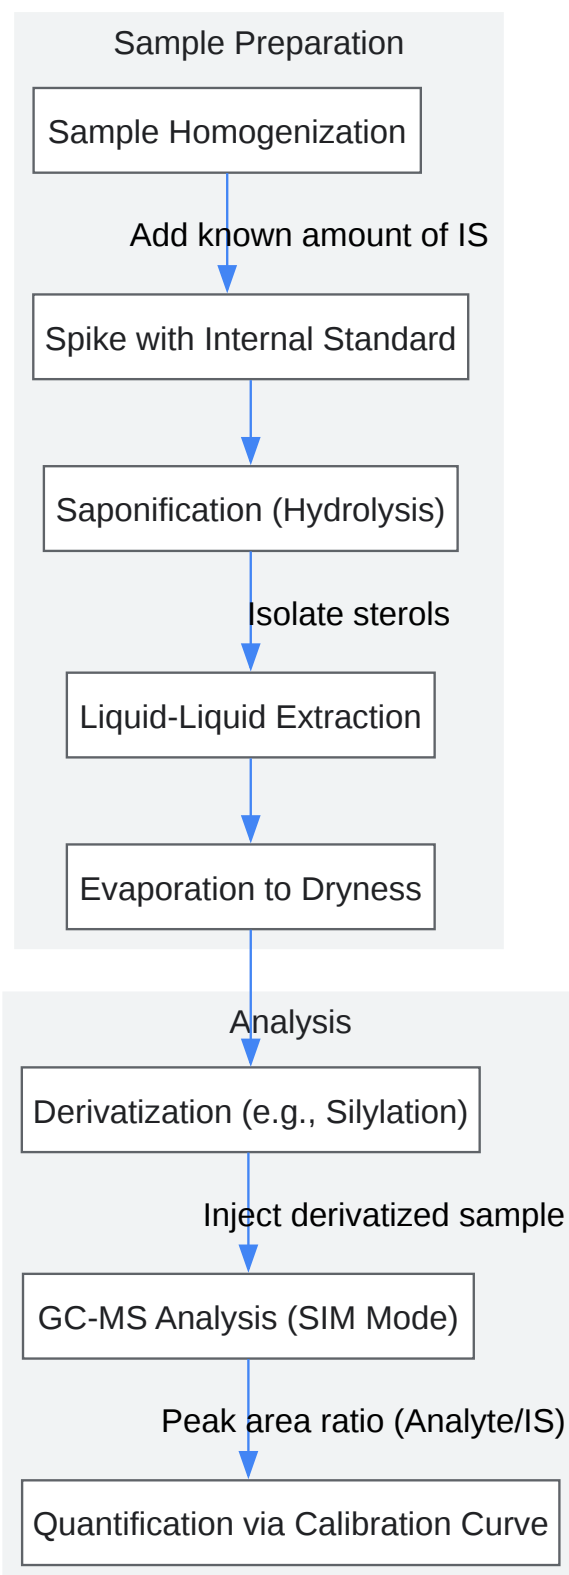 Sample Preparation
Sample Homogenization
Add known amount of IS
Spike with Internal Standard
Saponification (Hydrolysis)
Isolate sterols
Liquid-Liquid Extraction
Evaporation to Dryness
Analysis
Derivatization (e.g., Silylation)
Inject derivatized sample
GC-MS Analysis (SIM Mode)
Peak area ratio (Analyte/IS)
Quantification via Calibration Curve